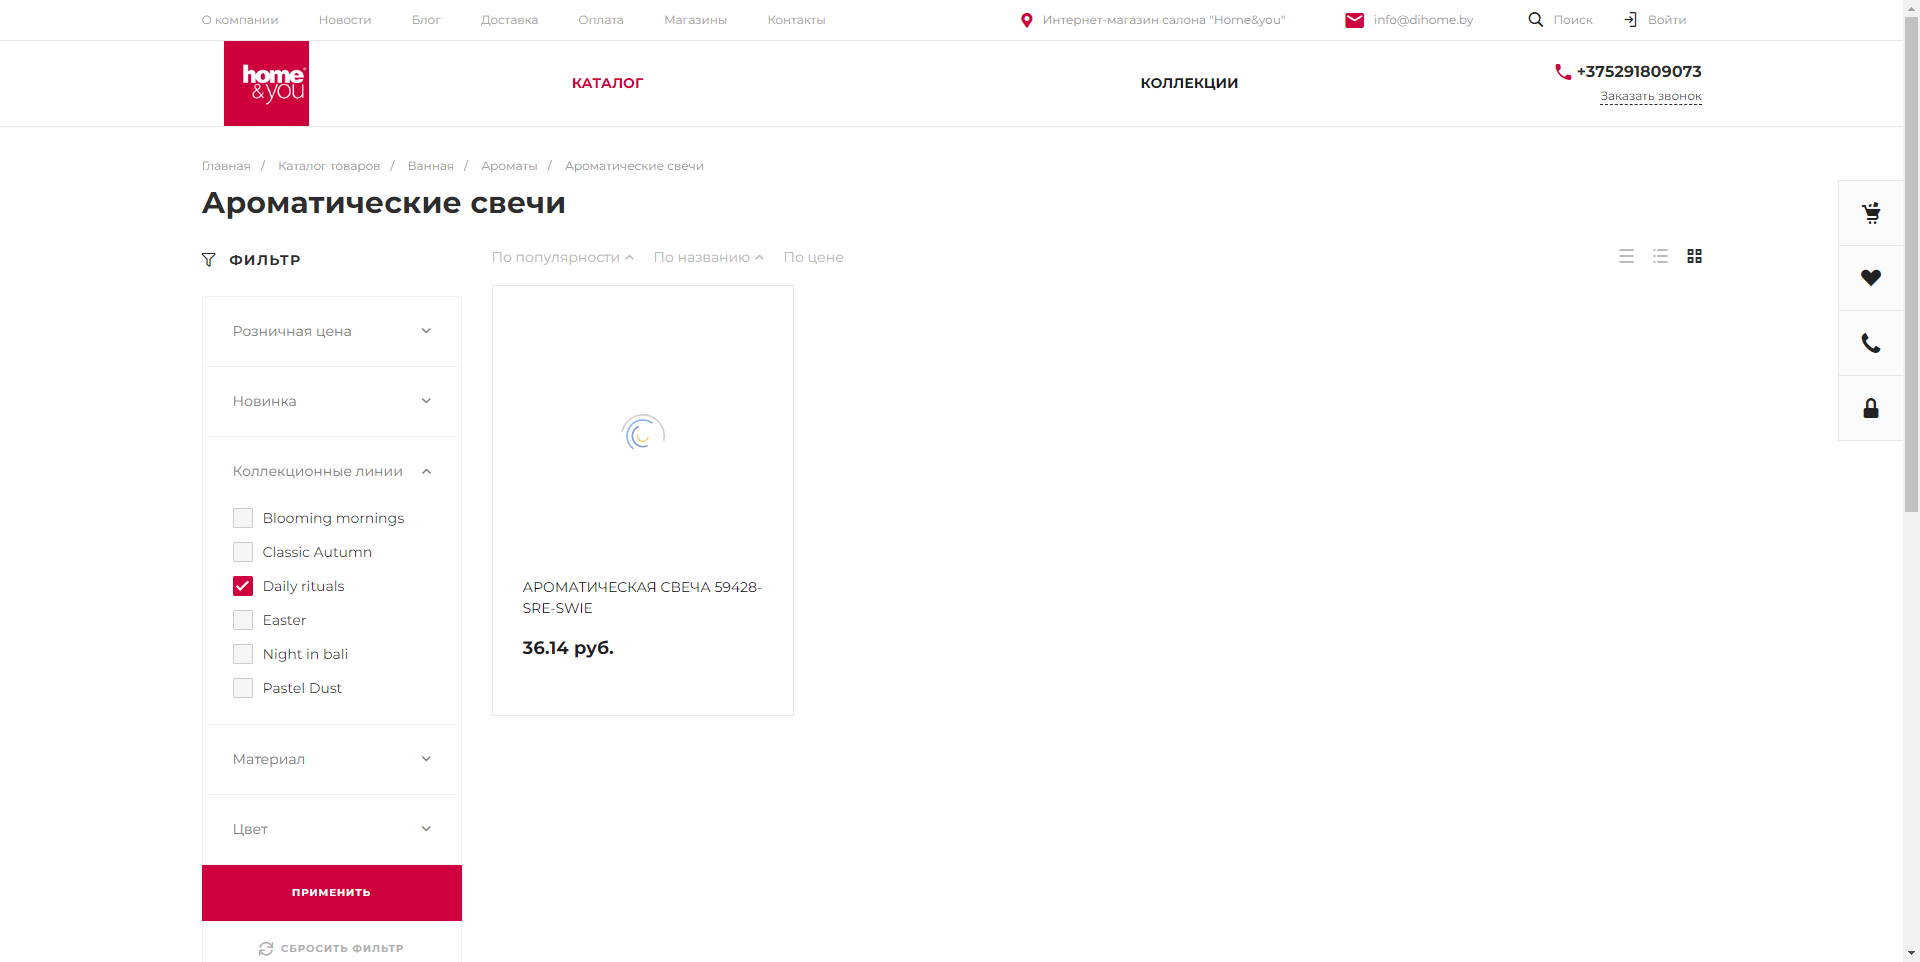 О компании
Новости
Блог
Доставка
Оплата
Магазины
Контакты
Интернет-магазин салона "Home&you"
info@dihome.by
Поиск
Войти
home
&you
КАТАЛОГ
КОЛЛЕКЦИИ
+375291809073
Заказать звонок
Главная / Каталог товаров / Ванная / Ароматы / Ароматические свечи
Ароматические свечи
ФИЛЬТР
По популярности
По названию
По цене
Розничная цена
Новинка
Коллекционные линии
Blooming mornings
Classic Autumn
Daily rituals
Easter
Night in bali
Pastel Dust
Материал
Цвет
ПРИМЕНИТЬ
СБРОСИТЬ ФИЛЬТР
АРОМАТИЧЕСКАЯ СВЕЧА 59428-
SRE-SWIE
36.14 руб.